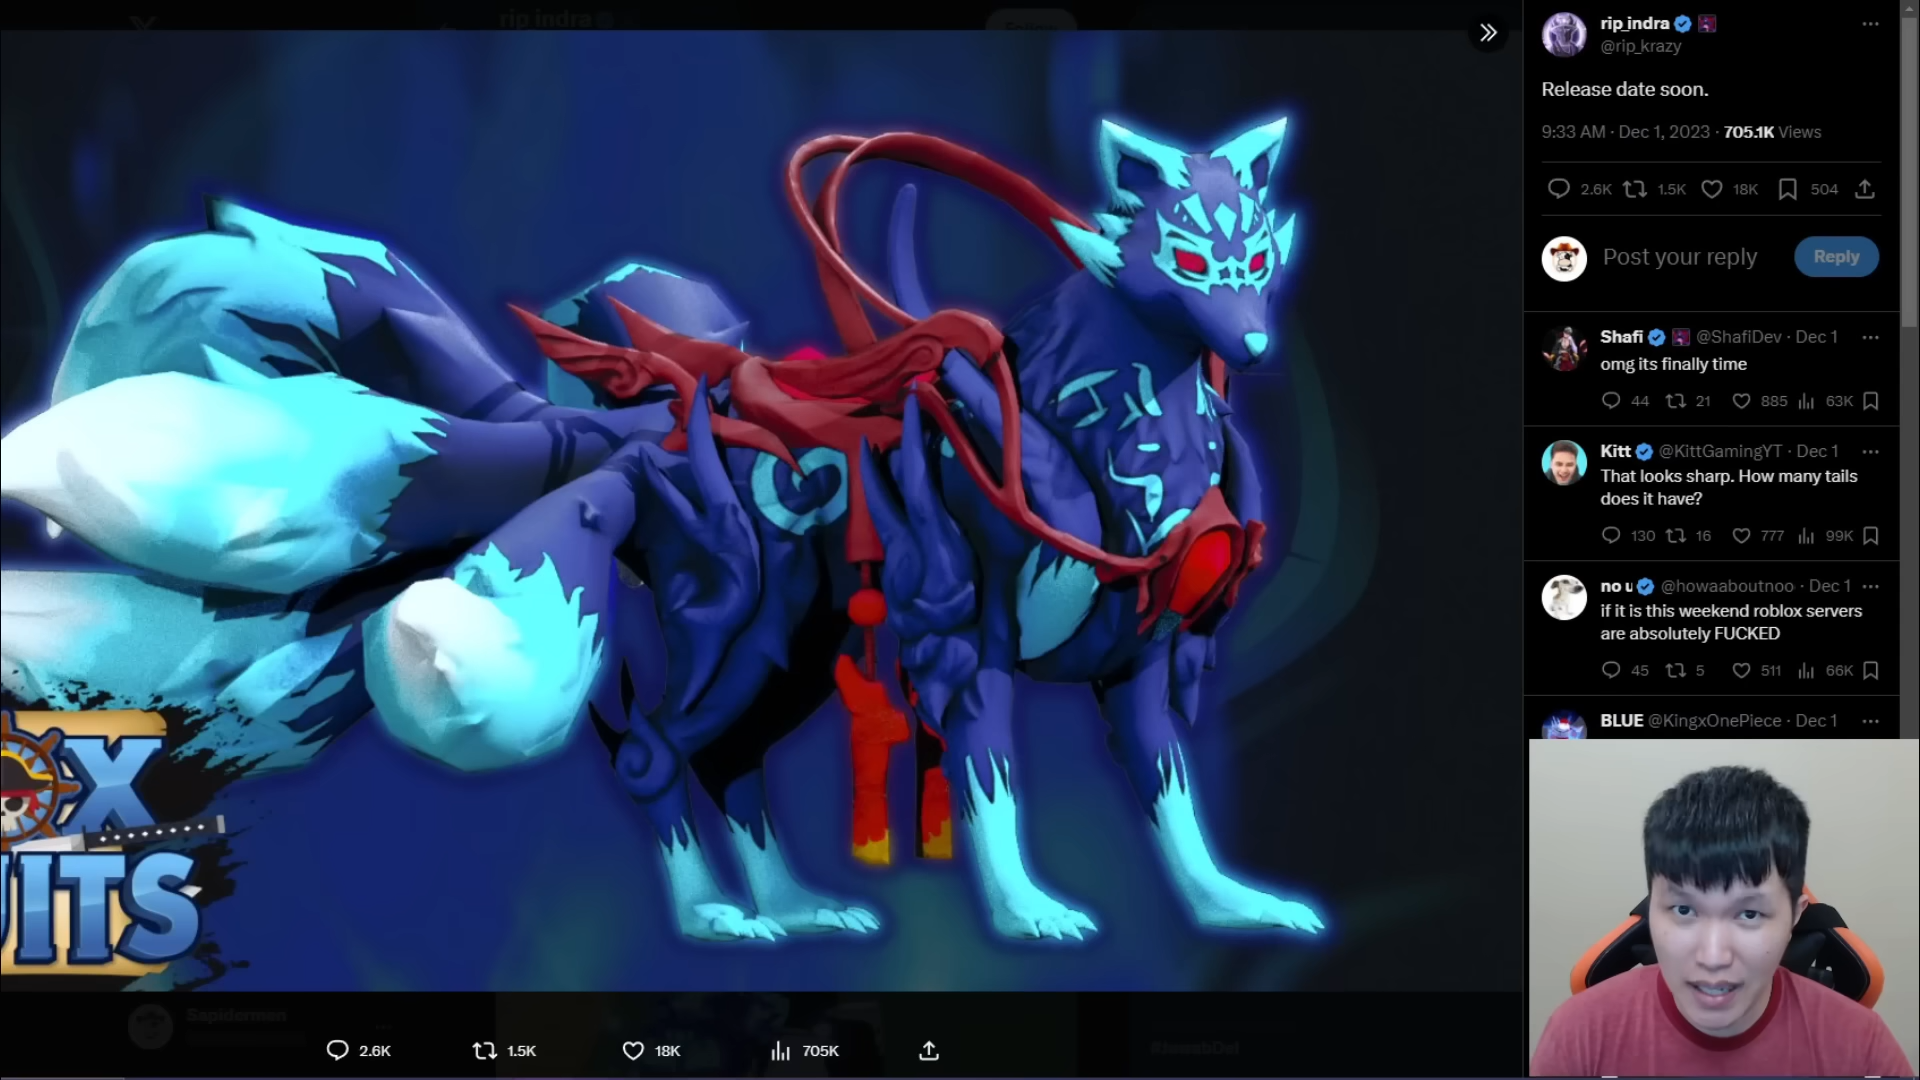 rip_indra
Follow
rip_indra
@rip_krazy
Release date soon.
9:33 AM · Dec 1, 2023 · 705.1K Views
2.6K 1.5K 18K 504
Post your reply
Reply
Shafi @ShafiDev · Dec 1
omg its finally time
44 21 885 63K
Kitt @KittGamingYT · Dec 1
That looks sharp. How many tails
does it have?
130 16 777 99K
no u @howaaboutnoo · Dec 1
if it is this weekend roblox servers
are absolutely FUCKED
45 5 511 66K
BLUE @KingxOnePiece · Dec 1
OX
UITS
2.6K 1.5K 18K 705K